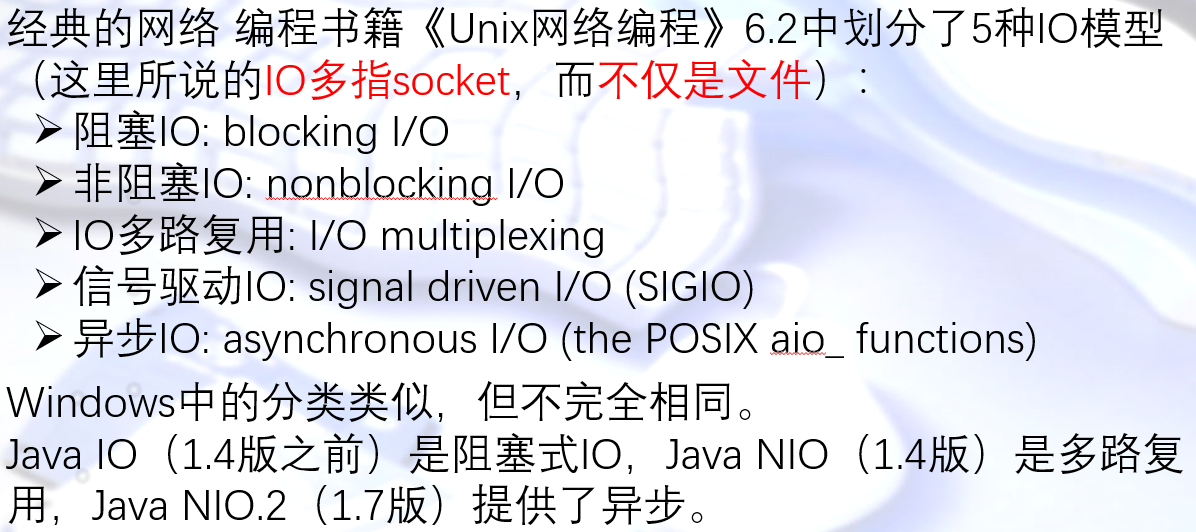 经典的网络 编程书籍《Unix网络编程》6.2中划分了5种IO模型
（这里所说的IO多指socket，而不仅是文件）：
➢ 阻塞IO: blocking I/O
➢ 非阻塞IO: nonblocking I/O
➢ IO多路复用: I/O multiplexing
➢ 信号驱动IO: signal driven I/O (SIGIO)
➢ 异步IO: asynchronous I/O (the POSIX aio_ functions)
Windows中的分类类似，但不完全相同。
Java IO（1.4版之前）是阻塞式IO，Java NIO（1.4版）是多路复
用，Java NIO.2（1.7版）提供了异步。